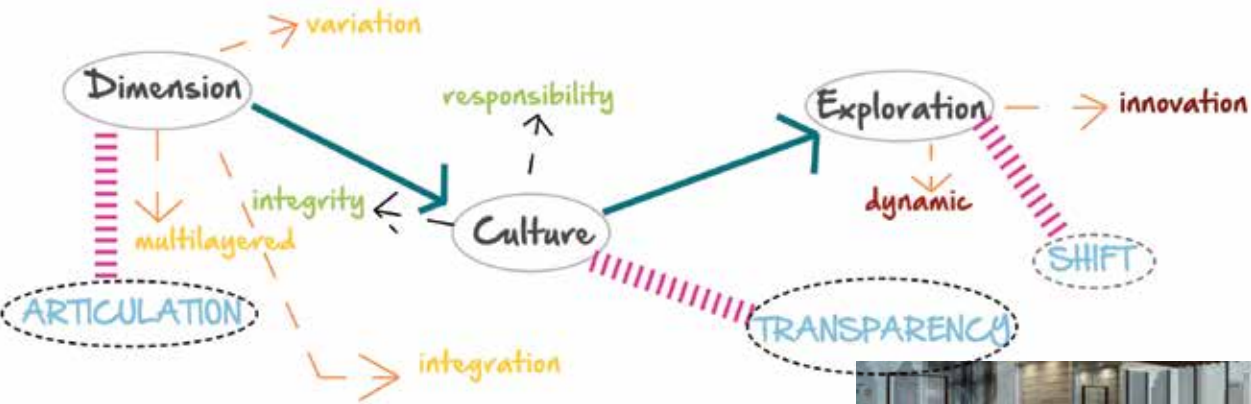 variation
Dimension
responsibility
Exploration
innovation
integrity
dynamic
multilayered
Culture
SHIFT
ARTICULATION
TRANSPARENCY
integration